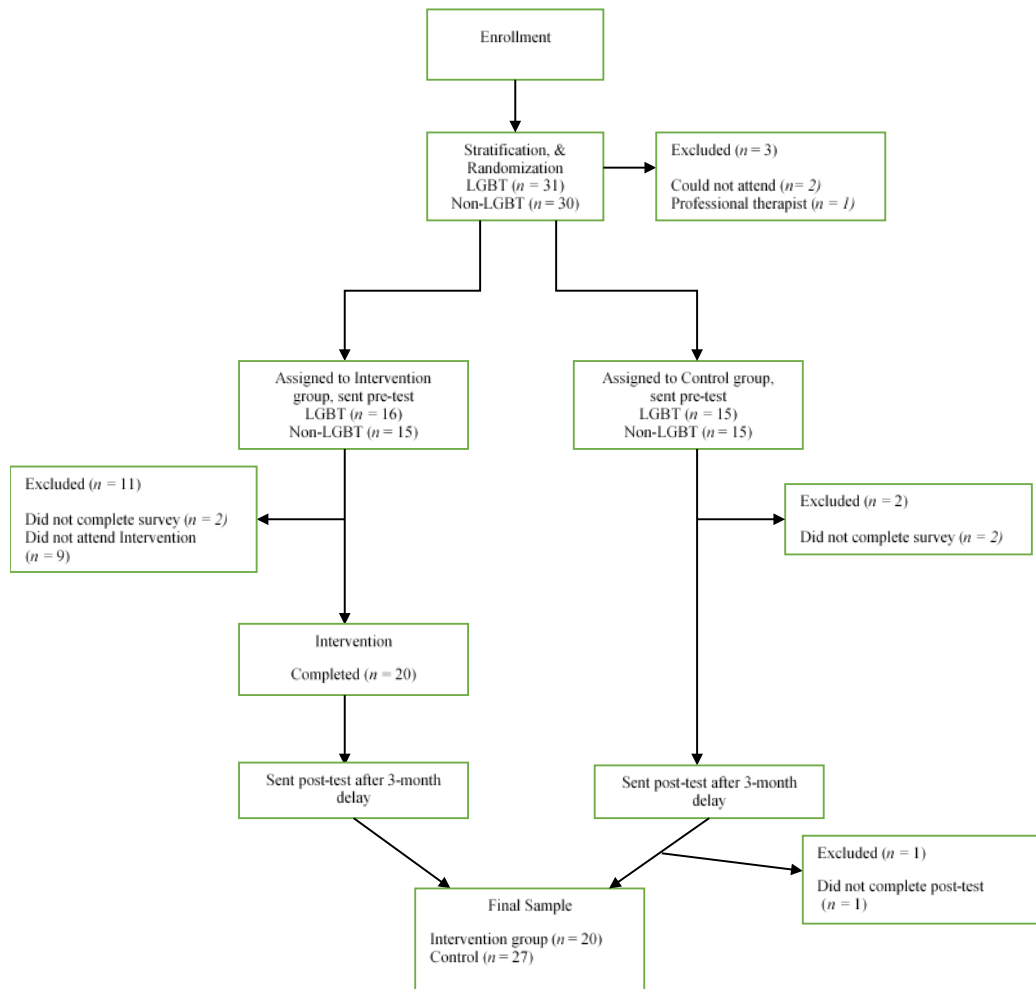 Enrollment
Stratification, &
Randomization
LGBT (n = 31)
Non-LGBT (n = 30)
Excluded (n = 3)
Could not attend (n= 2)
Professional therapist (n = 1)
Assigned to Intervention
group, sent pre-test
LGBT (n = 16)
Non-LGBT (n = 15)
Assigned to Control group,
sent pre-test
LGBT (n = 15)
Non-LGBT (n = 15)
Excluded (n = 11)
Did not complete survey (n = 2)
Did not attend Intervention
(n = 9)
Excluded (n = 2)
Did not complete survey (n = 2)
Intervention
Completed (n = 20)
Sent post-test after 3-month
delay
Sent post-test after 3-month
delay
Excluded (n = 1)
Did not complete post-test
(n = 1)
Final Sample
Intervention group (n = 20)
Control (n = 27)